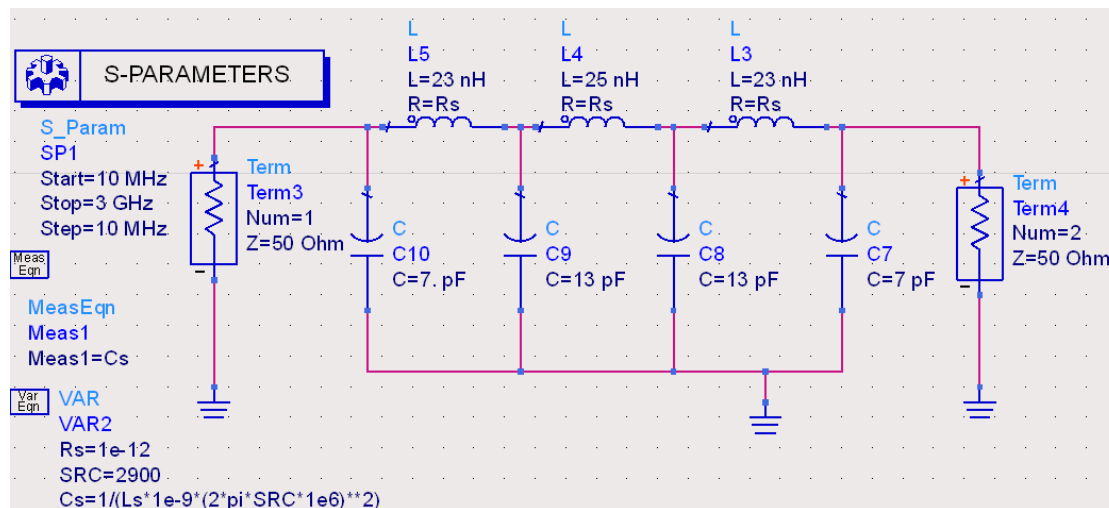 S-PARAMETERS
S_Param
SP1
Start=10 MHz
Stop=3 GHz
Step=10 MHz
L
L5
L=23 nH
R=Rs
L
L4
L=25 nH
R=Rs
L
L3
L=23 nH
R=Rs
+
Term
Term3
Num=1
Z=50 Ohm
-
C
C10
C=7. pF
C
C9
C=13 pF
C
C8
C=13 pF
C
C7
C=7 pF
+
Term
Term4
Num=2
Z=50 Ohm
-
Meas
Eqn
MeasEqn
Meas1
Meas1=Cs
Var
Eqn
VAR
VAR2
Rs=1e-12
SRC=2900
Cs=1/(Ls*1e-9*(2*pi*SRC*1e6)**2)